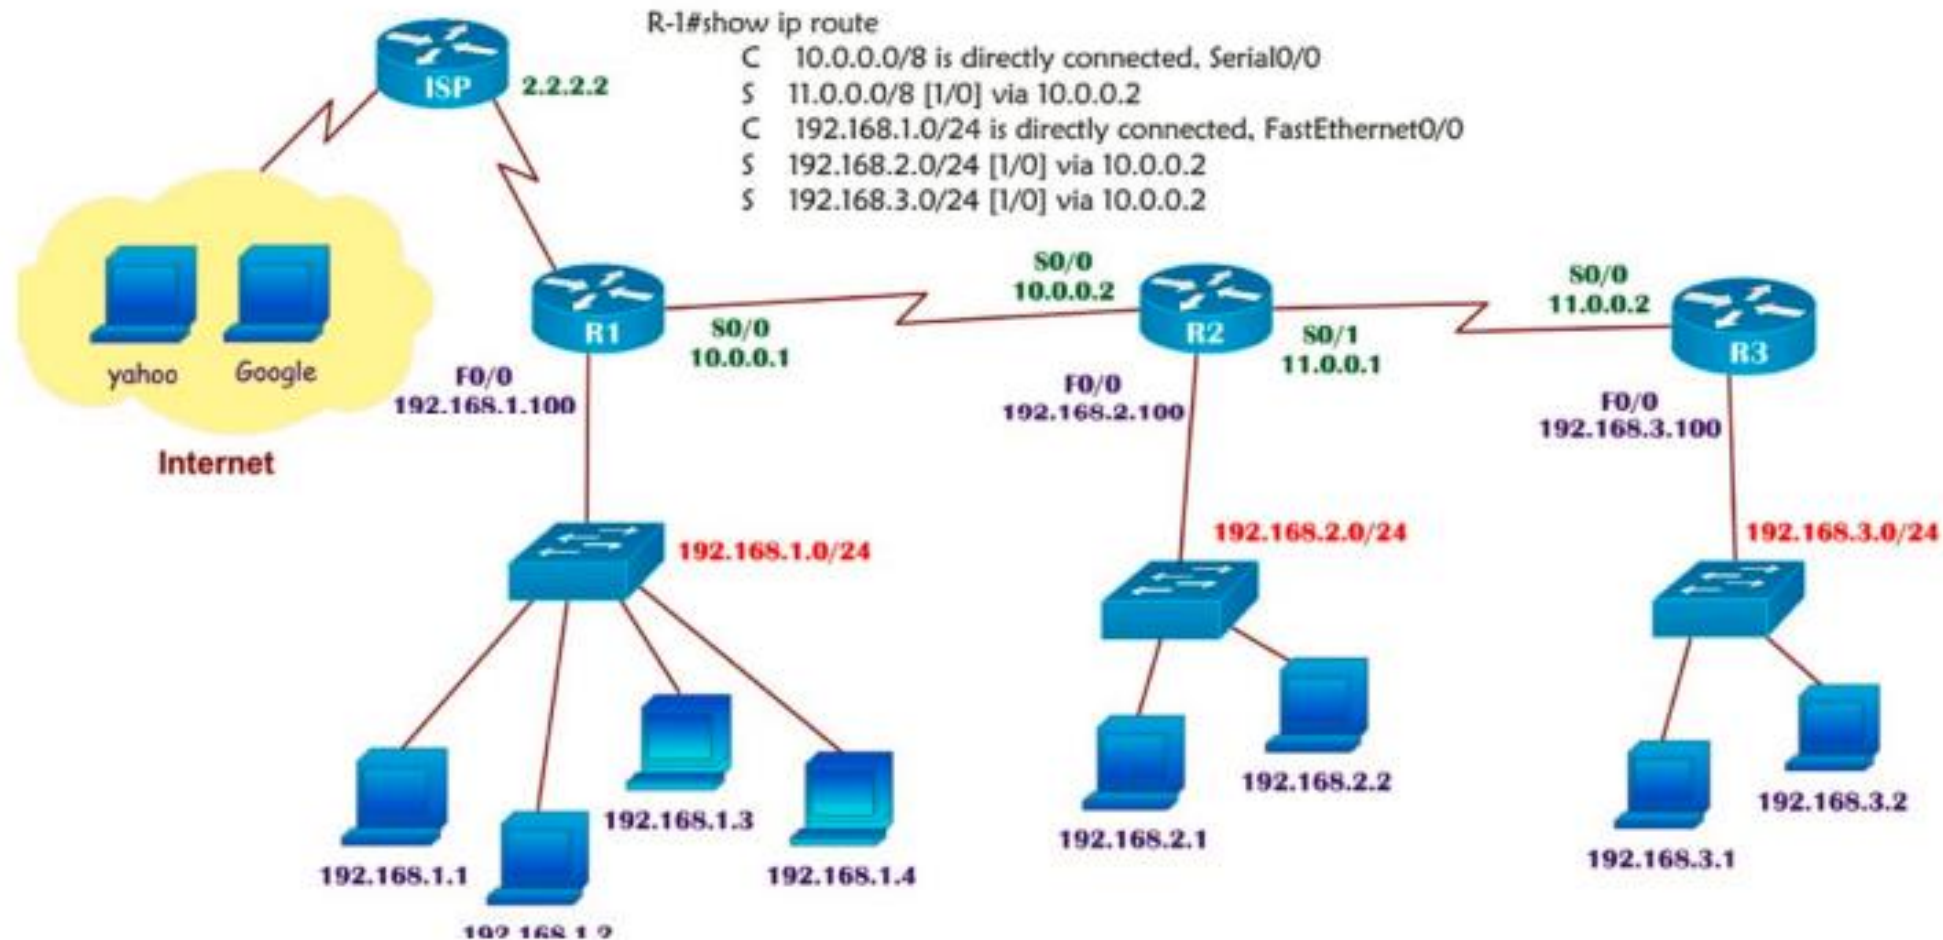 R-1#show ip route
C 10.0.0.0/8 is directly connected, Serial0/0
S 11.0.0.0/8 [1/0] via 10.0.0.2
C 192.168.1.0/24 is directly connected, FastEthernet0/0
S 192.168.2.0/24 [1/0] via 10.0.0.2
S 192.168.3.0/24 [1/0] via 10.0.0.2
ISP
2.2.2.2
yahoo
Google
Internet
R1
S0/0
10.0.0.1
F0/0
192.168.1.100
S0/0
10.0.0.2
R2
S0/1
11.0.0.1
F0/0
192.168.2.100
S0/0
11.0.0.2
R3
F0/0
192.168.3.100
192.168.1.0/24
192.168.2.0/24
192.168.3.0/24
192.168.1.1
192.168.1.2
192.168.1.3
192.168.1.4
192.168.2.1
192.168.2.2
192.168.3.1
192.168.3.2